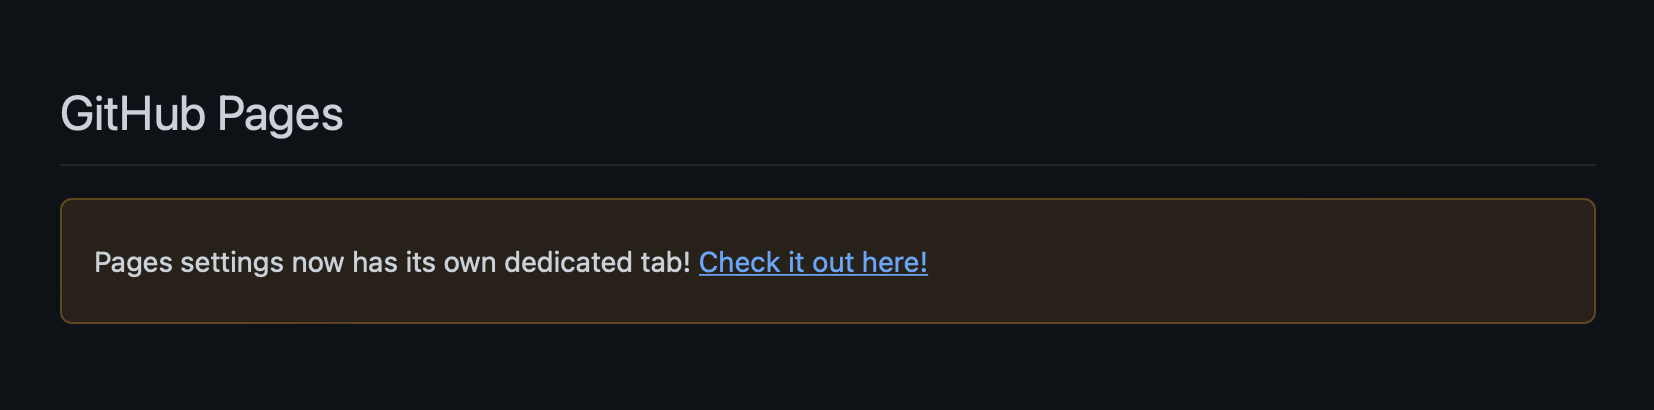 GitHub Pages
Pages settings now has its own dedicated tab! Check it out here!